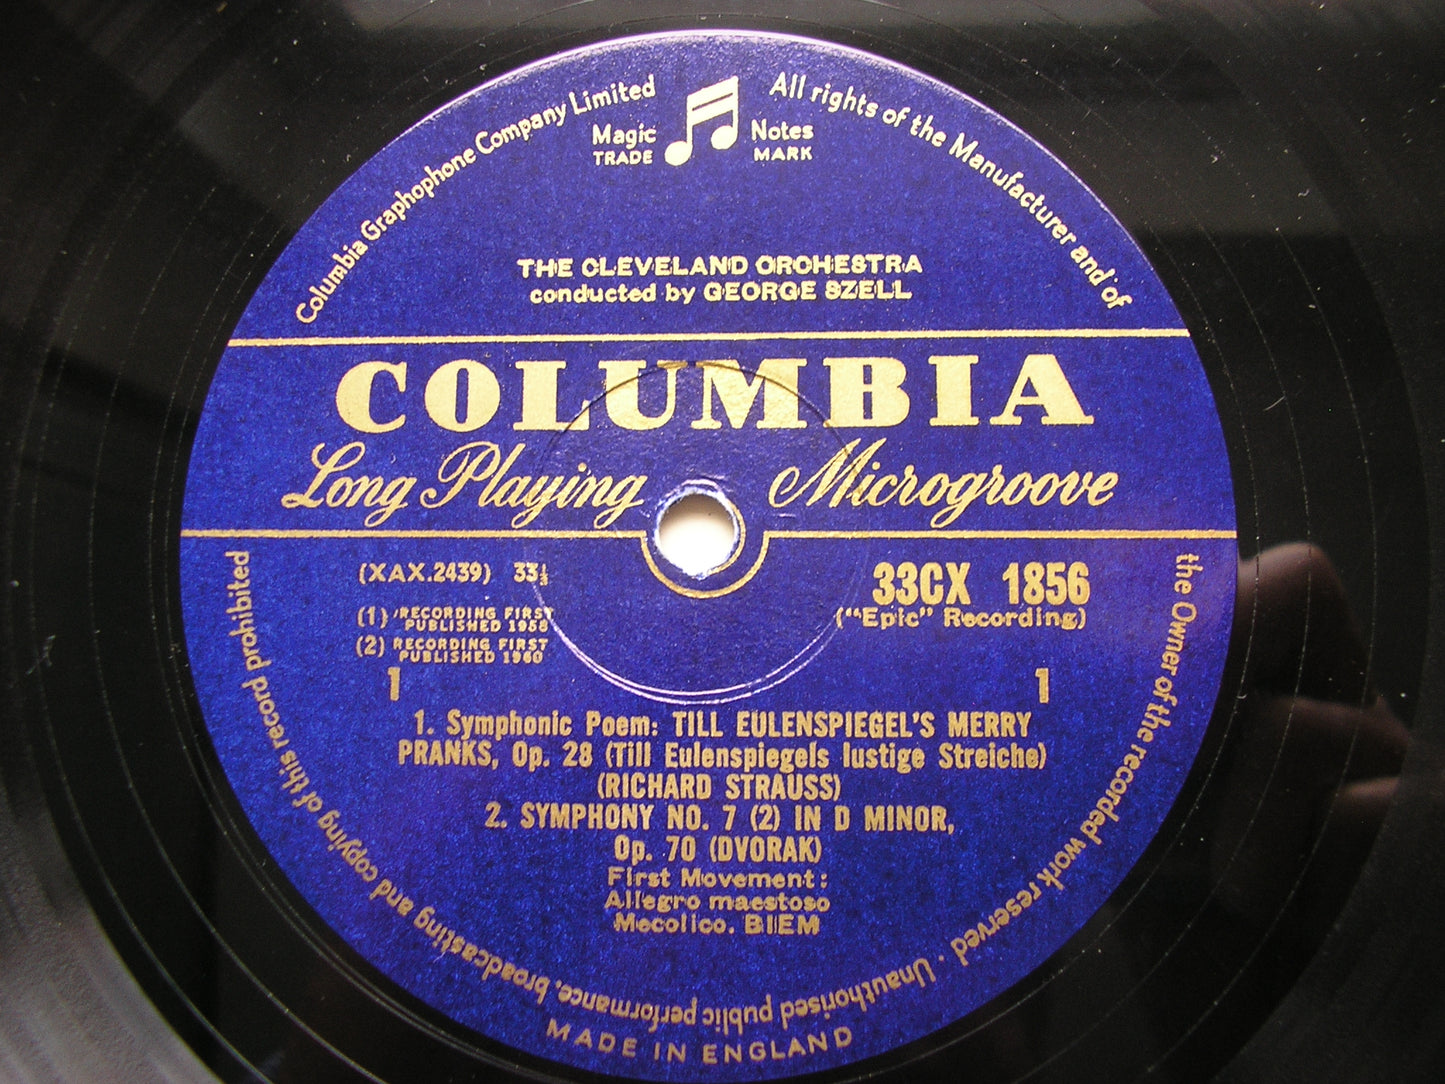 Columbia Graphophone Company Limited
All rights of the Manufacturer and of
the Owner of the recorded work reserved · Unauthorised public performance, broadcasting and copying of this record prohibited
Magic Notes
TRADE MARK
THE CLEVELAND ORCHESTRA
conducted by GEORGE SZELL
COLUMBIA
Long Playing Microgroove
(XAX.2439) 33⅓
33CX 1856
("Epic" Recording)
(1) RECORDING FIRST
PUBLISHED 1958
(2) RECORDING FIRST
PUBLISHED 1960
1 1
1. Symphonic Poem: TILL EULENSPIEGEL'S MERRY
PRANKS, Op. 28 (Till Eulenspiegels lustige Streiche)
(RICHARD STRAUSS)
2. SYMPHONY NO. 7 (2) IN D MINOR,
Op. 70 (DVORAK)
First Movement:
Allegro maestoso
Mecolico. BIEM
MADE IN ENGLAND